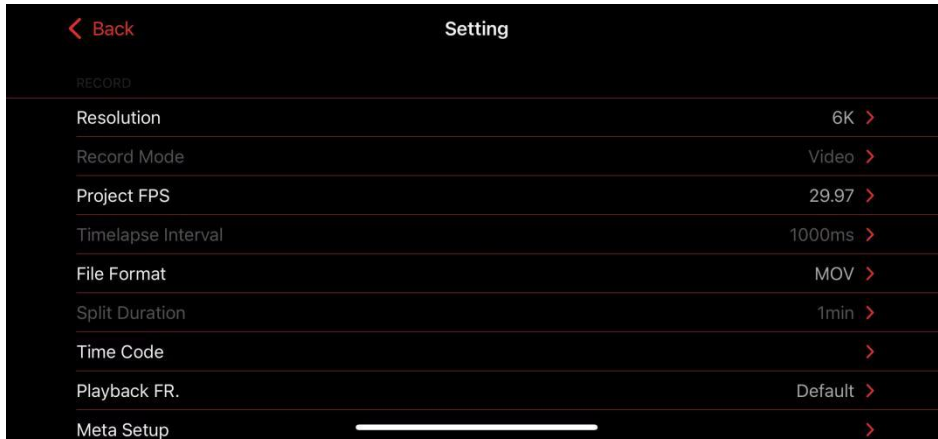 Back
Setting
RECORD
Resolution 6K
Record Mode Video
Project FPS 29.97
Timelapse Interval 1000ms
File Format MOV
Split Duration 1min
Time Code
Playback FR. Default
Meta Setup